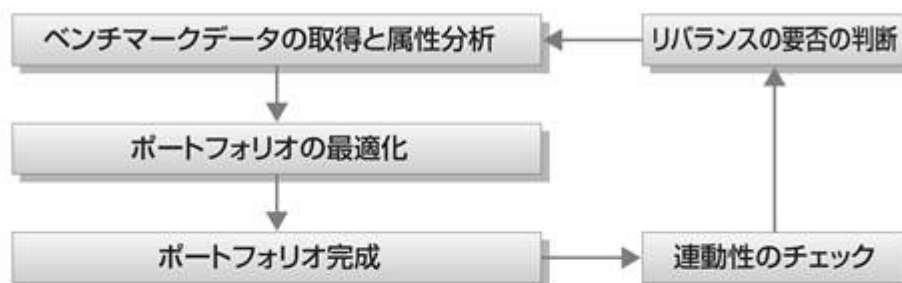 ベンチマークデータの取得と属性分析
リバランスの要否の判断
ポートフォリオの最適化
ポートフォリオ完成
連動性のチェック